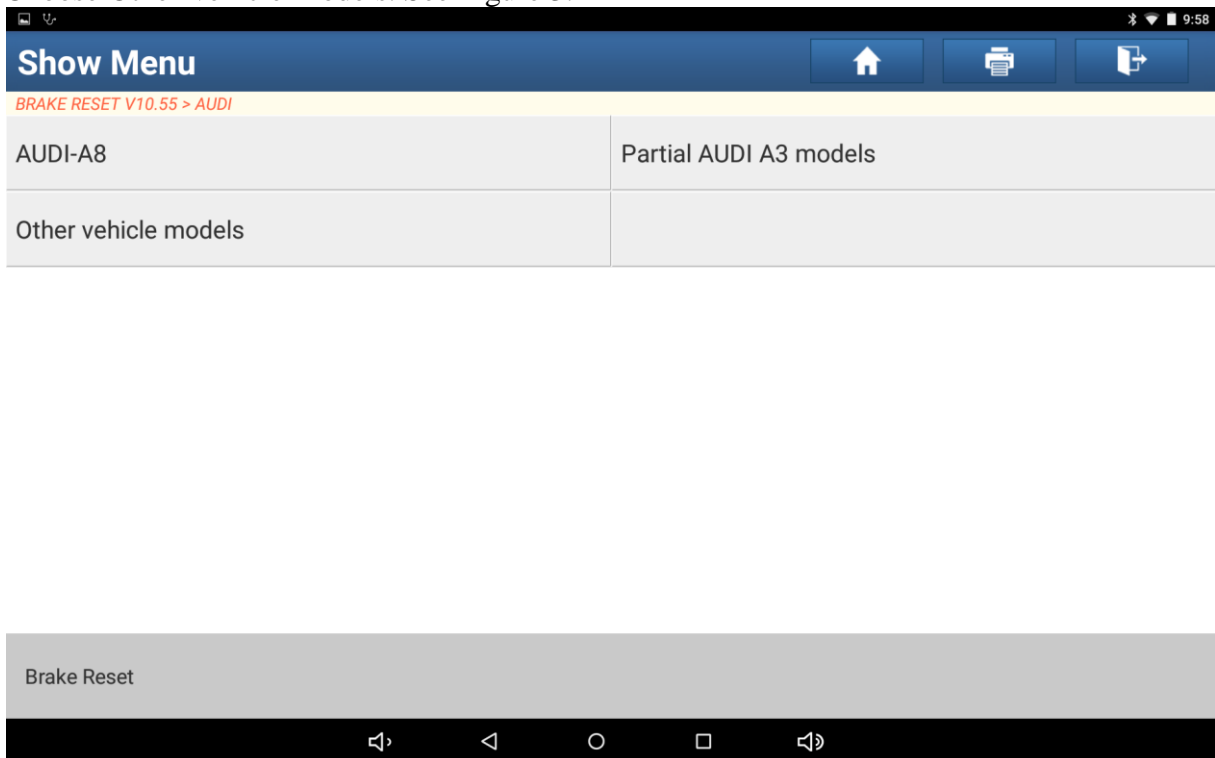 9:58
Show Menu
BRAKE RESET V10.55 > AUDI
AUDI-A8
Partial AUDI A3 models
Other vehicle models
Brake Reset